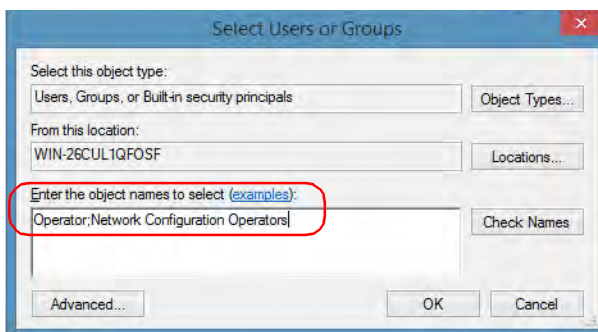 Select Users or Groups
Select this object type:
Users, Groups, or Built-in security principals
Object Types...
From this location:
WIN-26CUL1QFOSF
Locations...
Enter the object names to select (examples):
Operator;Network Configuration Operators
Check Names
Advanced...
OK
Cancel